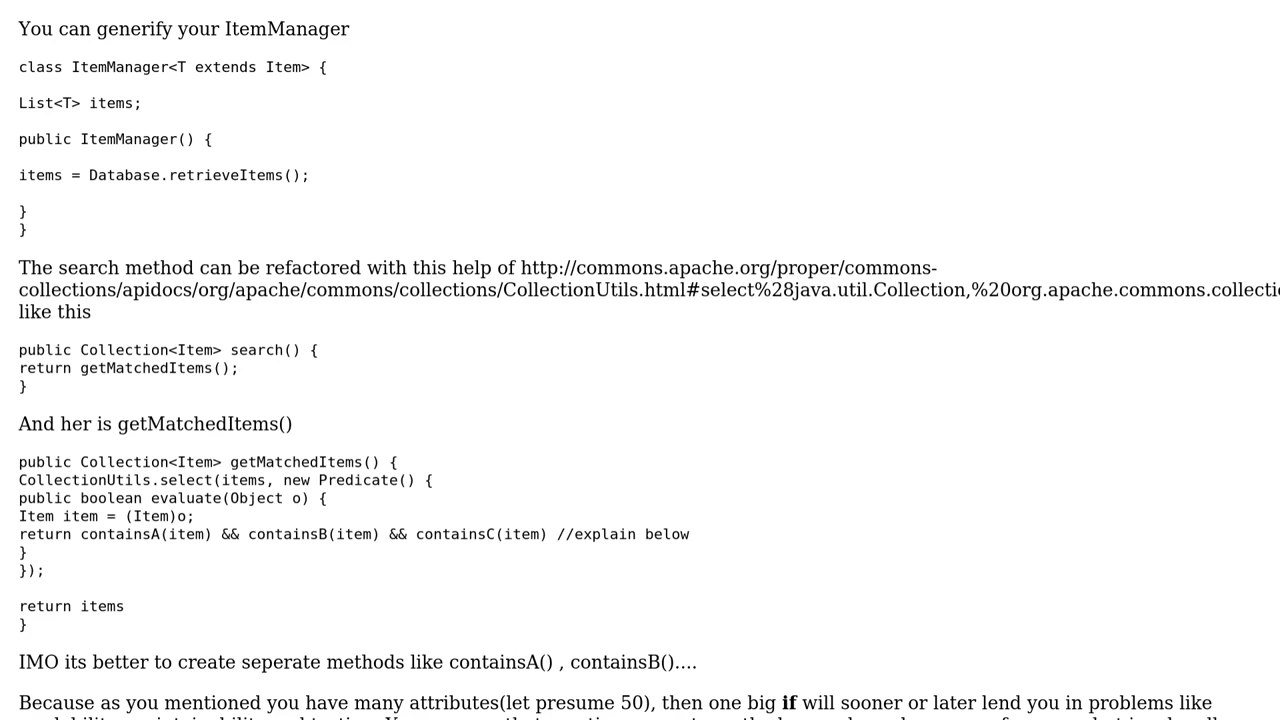 You can generify your ItemManager
class ItemManager<T extends Item> {
List<T> items;
public ItemManager() {
items = Database.retrieveItems();
}
}
The search method can be refactored with this help of http://commons.apache.org/proper/commons-
collections/apidocs/org/apache/commons/collections/CollectionUtils.html#select%28java.util.Collection,%20org.apache.commons.collectic
like this
public Collection<Item> search() {
return getMatchedItems();
}
And her is getMatchedItems()
public Collection<Item> getMatchedItems() {
CollectionUtils.select(items, new Predicate() {
public boolean evaluate(Object o) {
Item item = (Item)o;
return containsA(item) && containsB(item) && containsC(item) //explain below
}
});
return items
}
IMO its better to create seperate methods like containsA() , containsB()....
Because as you mentioned you have many attributes(let presume 50), then one big if will sooner or later lend you in problems like